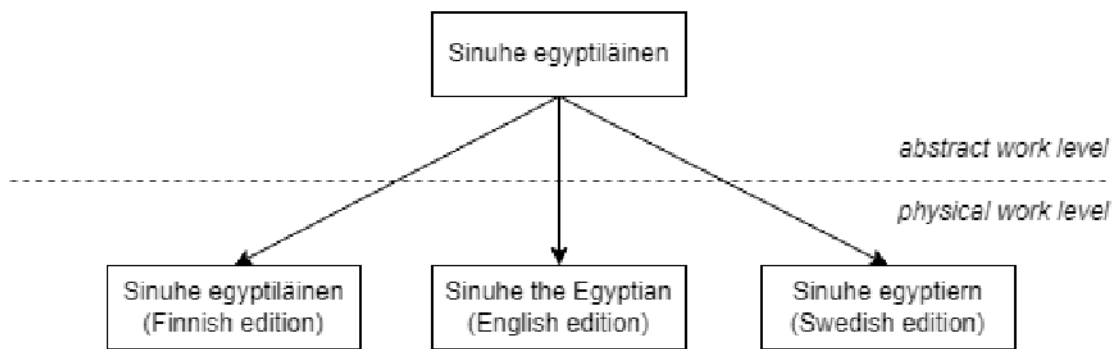 Sinuhe egyptiläinen
abstract work level
physical work level
Sinuhe egyptiläinen
(Finnish edition)
Sinuhe the Egyptian
(English edition)
Sinuhe egyptiern
(Swedish edition)